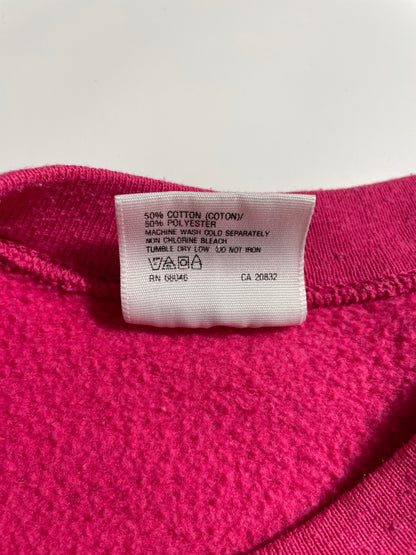 50% COTTON (COTON)/
50% POLYESTER
MACHINE WASH COLD SEPARATELY
NON CHLORINE BLEACH
TUMBLE DRY LOW. DO NOT IRON
RN 68046 CA 20832